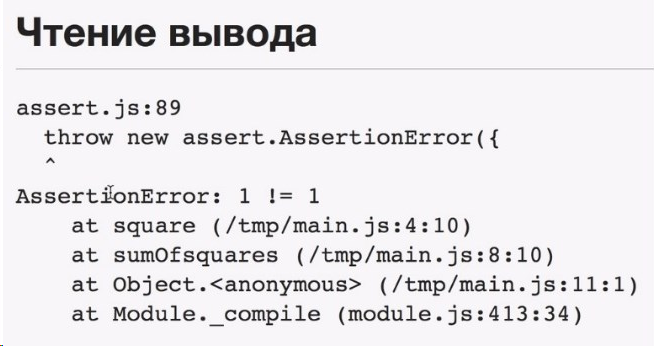 Чтение вывода
assert.js:89
  throw new assert.AssertionError({
  ^
AssertionError: 1 != 1
    at square (/tmp/main.js:4:10)
    at sumOfsquares (/tmp/main.js:8:10)
    at Object.<anonymous> (/tmp/main.js:11:1)
    at Module._compile (module.js:413:34)